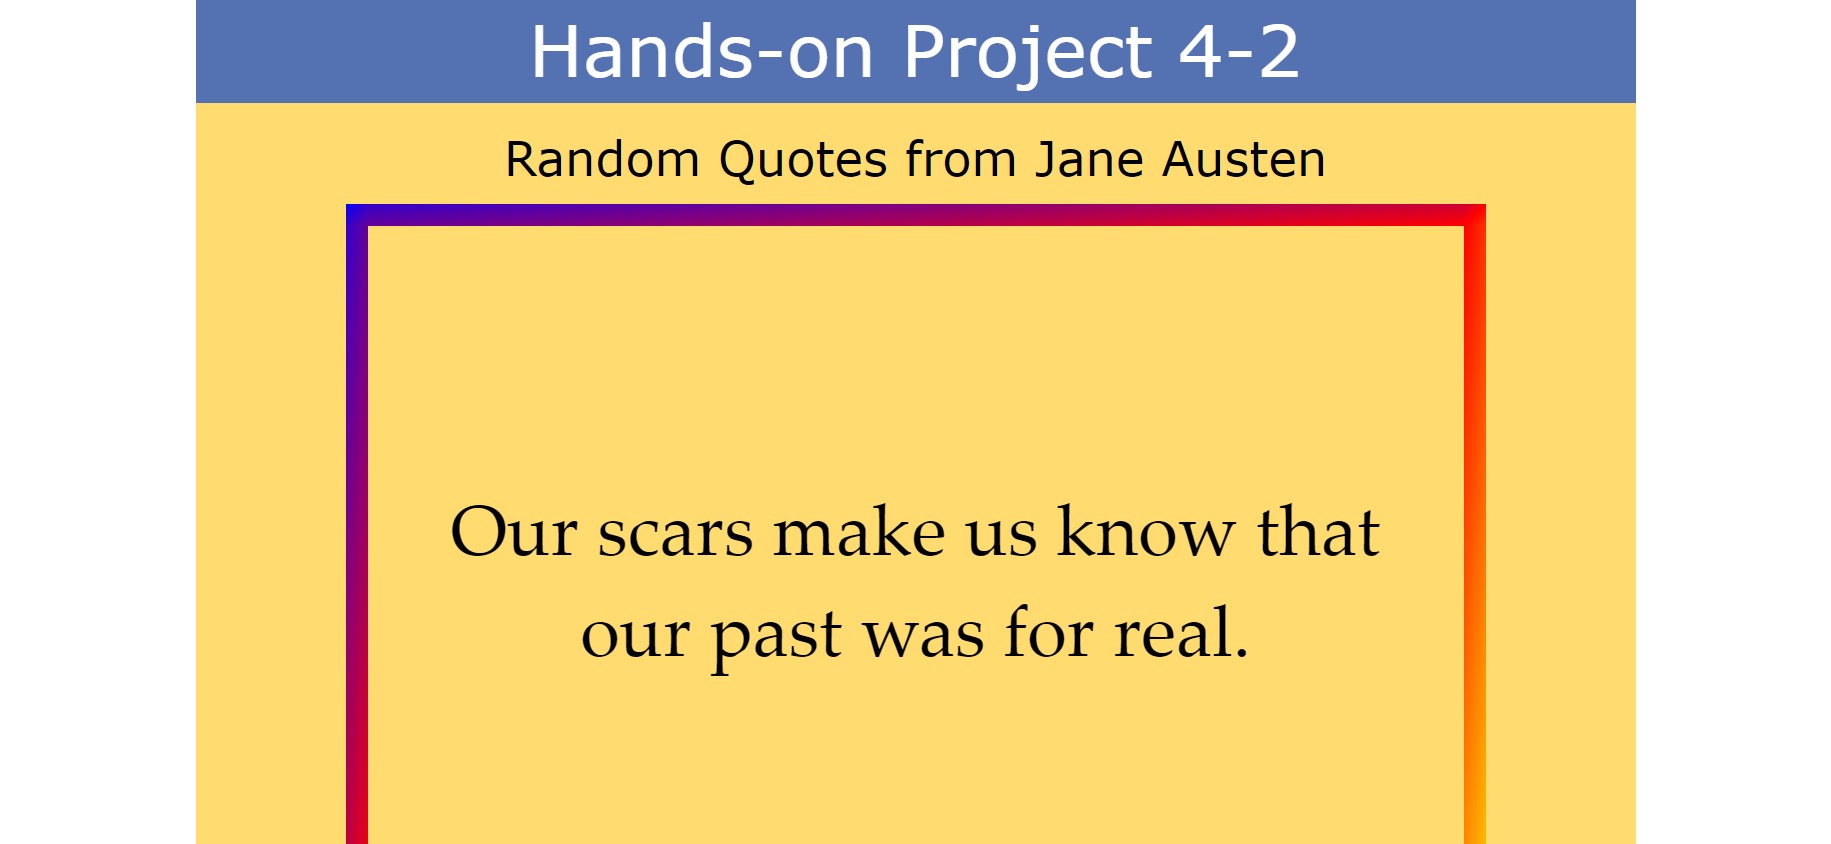 Hands-on Project 4-2
Random Quotes from Jane Austen
Our scars make us know that
our past was for real.